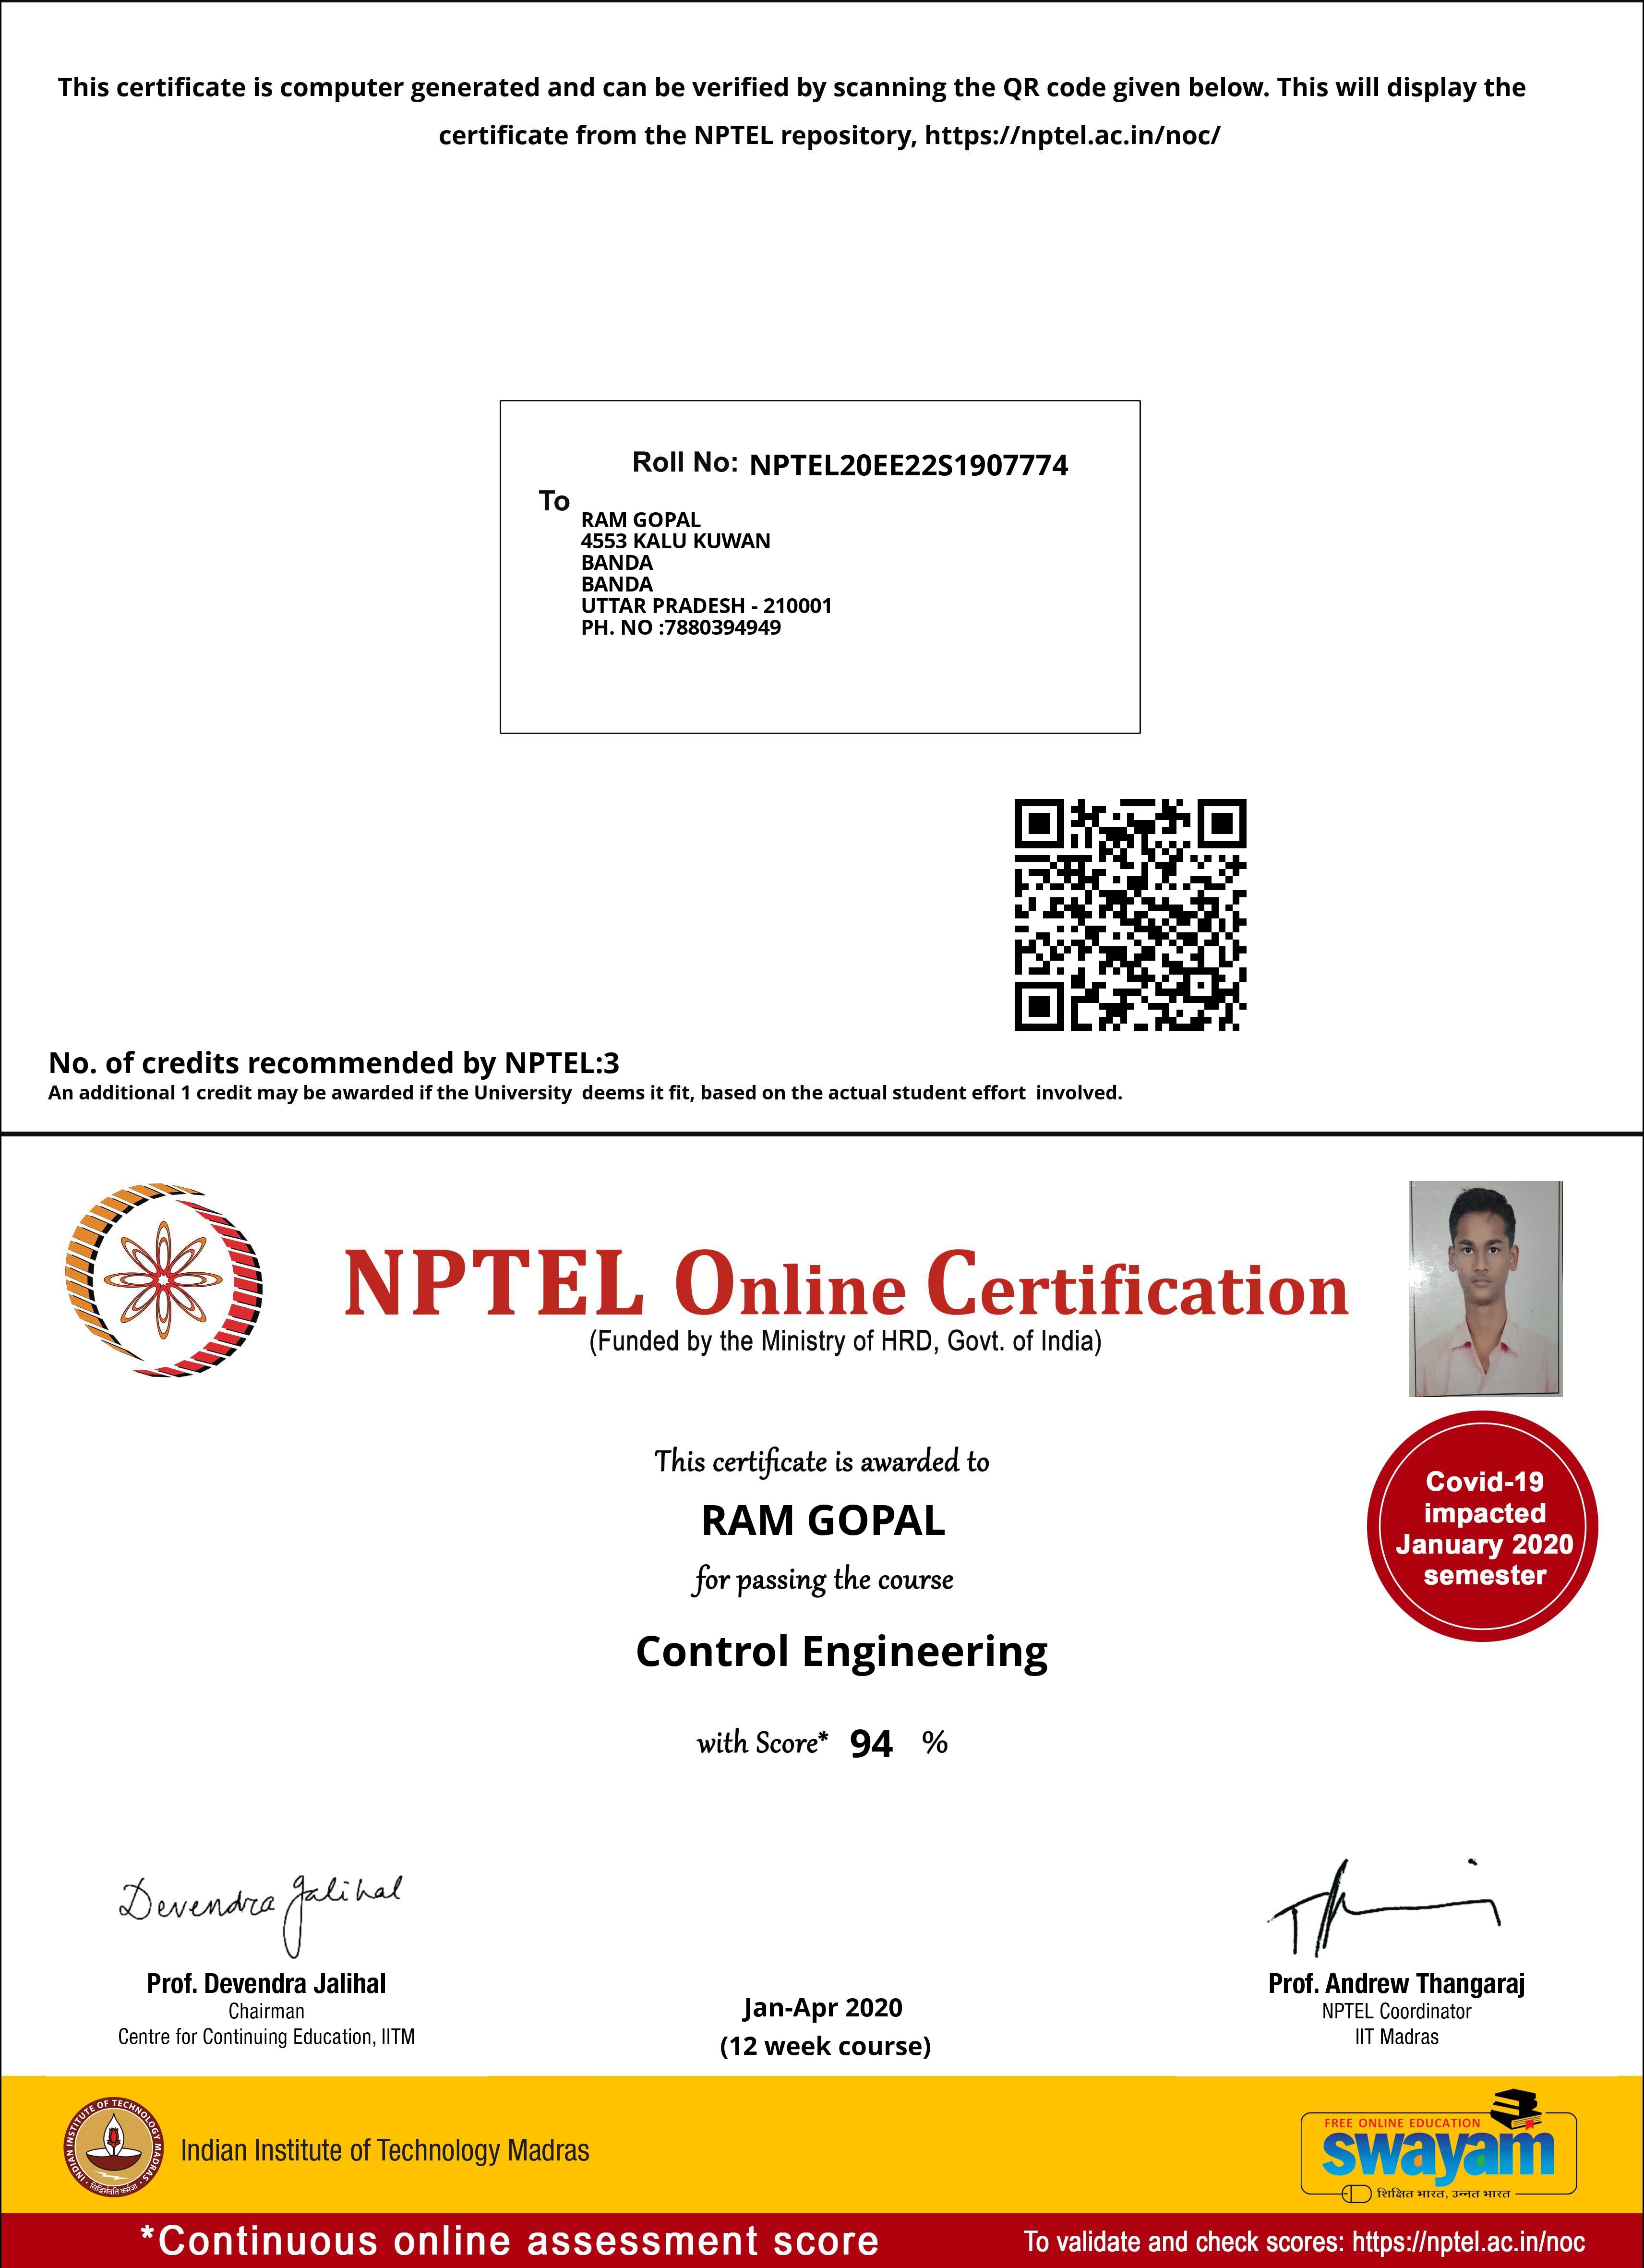 This certificate is computer generated and can be verified by scanning the QR code given below. This will display the
certificate from the NPTEL repository, https://nptel.ac.in/noc/
Roll No: NPTEL20EE22S1907774
To
RAM GOPAL
4553 KALU KUWAN
BANDA
BANDA
UTTAR PRADESH - 210001
PH. NO :7880394949
No. of credits recommended by NPTEL:3
An additional 1 credit may be awarded if the University deems it fit, based on the actual student effort involved.
NPTEL Online Certification
(Funded by the Ministry of HRD, Govt. of India)
This certificate is awarded to
RAM GOPAL
for passing the course
Control Engineering
with Score* 94 %
Covid-19
impacted
January 2020
semester
Devendra Jalihal
Prof. Devendra Jalihal
Chairman
Centre for Continuing Education, IITM
Jan-Apr 2020
(12 week course)
Prof. Andrew Thangaraj
NPTEL Coordinator
IIT Madras
INDIAN INSTITUTE OF TECHNOLOGY MADRAS
सिद्धिर्भवति कर्मजा
Indian Institute of Technology Madras
FREE ONLINE EDUCATION
swayam
शिक्षित भारत, उन्नत भारत
*Continuous online assessment score
To validate and check scores: https://nptel.ac.in/noc